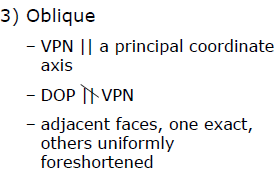 3) Oblique
– VPN || a principal coordinate
axis
– DOP ∦ VPN
– adjacent faces, one exact,
others uniformly
foreshortened